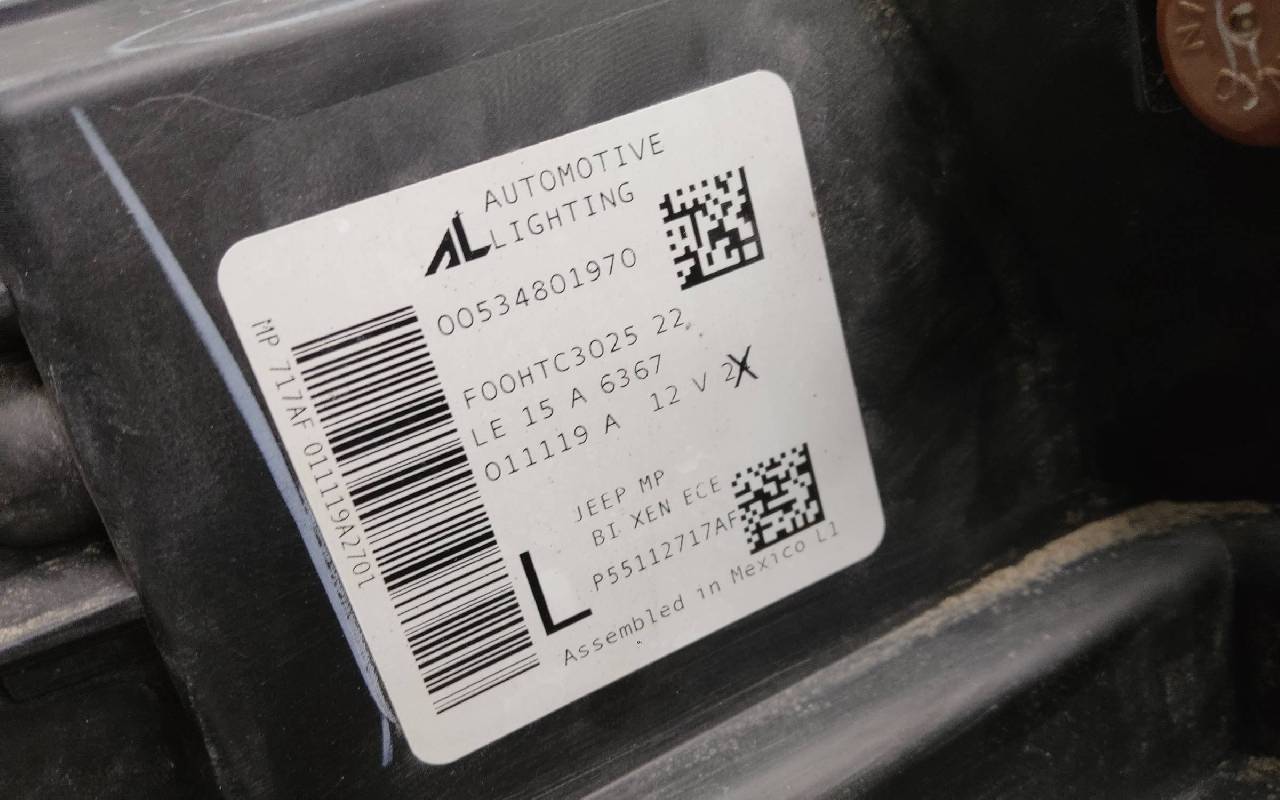 AL AUTOMOTIVE
LIGHTING
00534801970
F00HTC3025 22
LE 15 A 6367
011119 A 12 V 2
JEEP MP
BI XEN ECE
L P55112717AF
Assembled in Mexico L1
MP 717AF 011119A2701